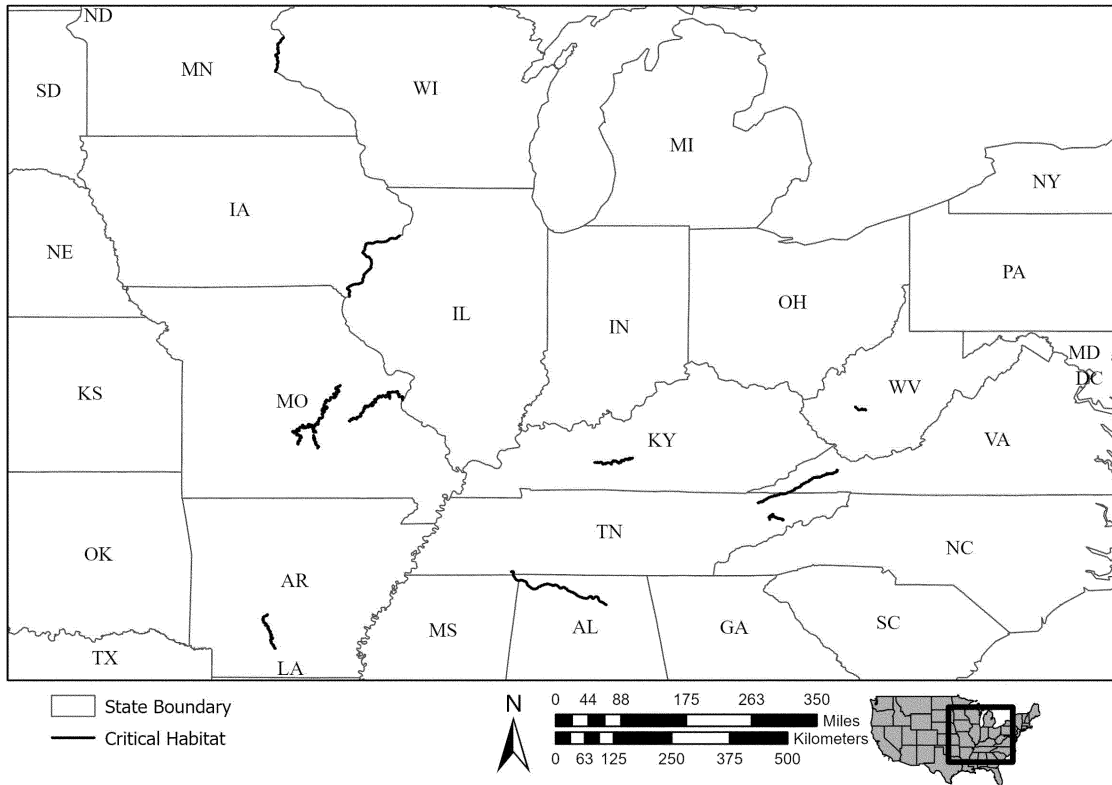 ND
MN
SD
WI
MI
NY
IA
NE
PA
OH
IL
IN
MD
DC
WV
KS
MO
KY
VA
TN
NC
OK
AR
SC
MS
AL
GA
TX
LA
State Boundary
Critical Habitat
N
0 44 88 175 263 350
Miles
Kilometers
0 63 125 250 375 500